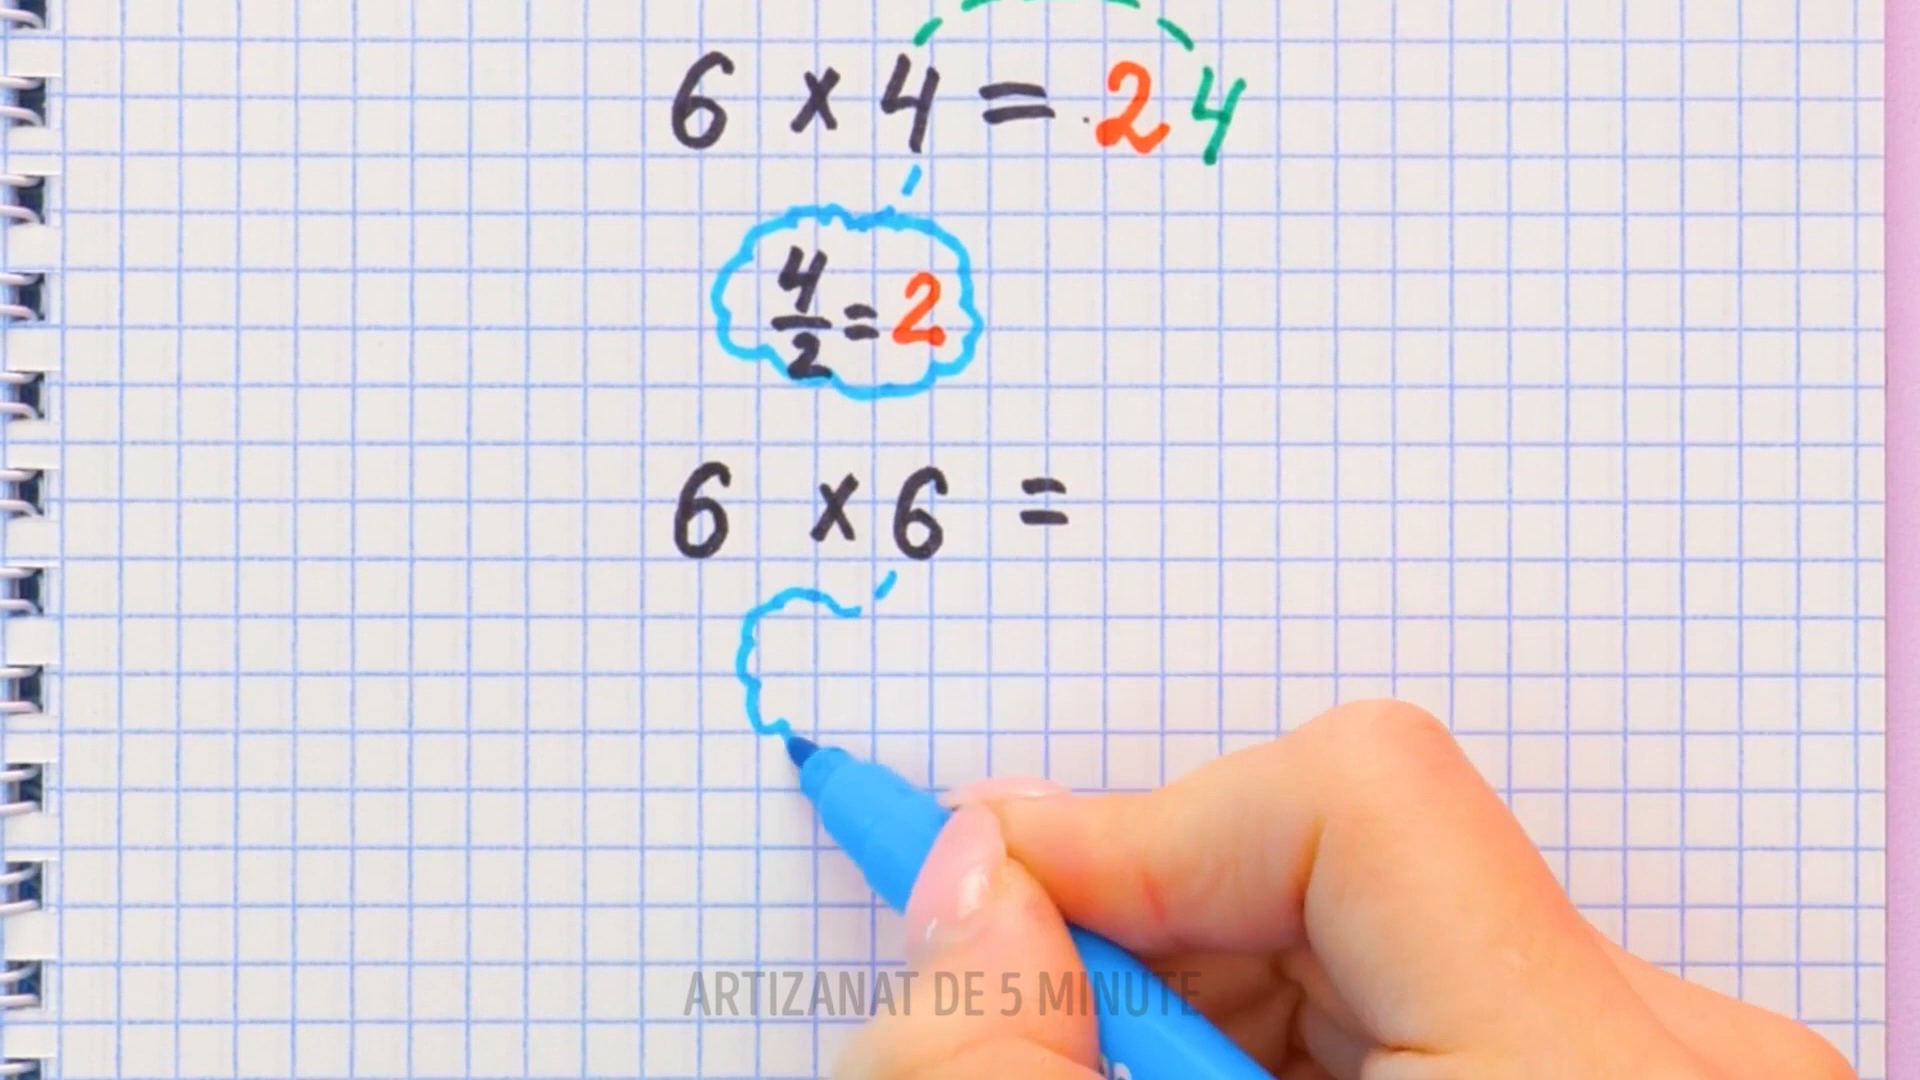 6 x 4 = 24
4/2 = 2
6 x 6 =
ARTIZANAT DE 5 MINUTE